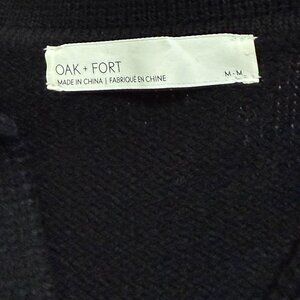 OAK + FORT
MADE IN CHINA | FABRIQUÉ EN CHINE
M - M